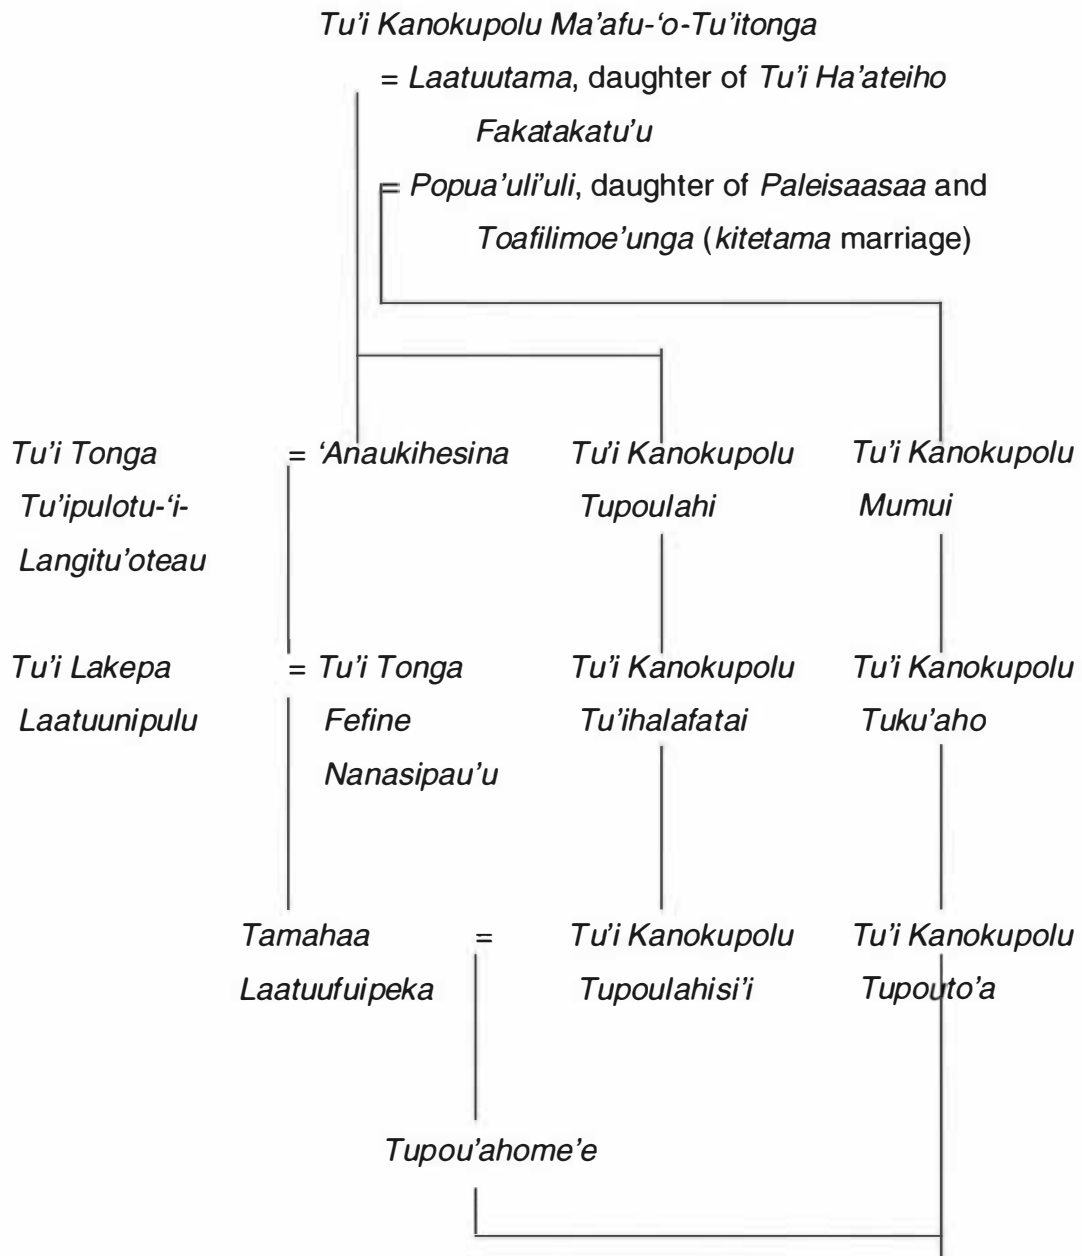 Tu'i Kanokupolu Ma'afu-'o-Tu'itonga
= Laatuutama, daughter of Tu'i Ha'ateiho
Fakatakatu'u
= Popua'uli'uli, daughter of Paleisaasaa and
Toafilimoe'unga (kitetama marriage)
Tu'i Tonga = 'Anaukihesina Tu'i Kanokupolu Tu'i Kanokupolu
Tu'ipulotu-'i- Tupoulahi Mumui
Langitu'oteau
Tu'i Lakepa = Tu'i Tonga Tu'i Kanokupolu Tu'i Kanokupolu
Laatuunipulu Fefine Tu'ihalafatai Tuku'aho
Nanasipau'u
Tamahaa = Tu'i Kanokupolu Tu'i Kanokupolu
Laatuufuipeka Tupoulahisi'i Tupouto'a
Tupou'ahome'e